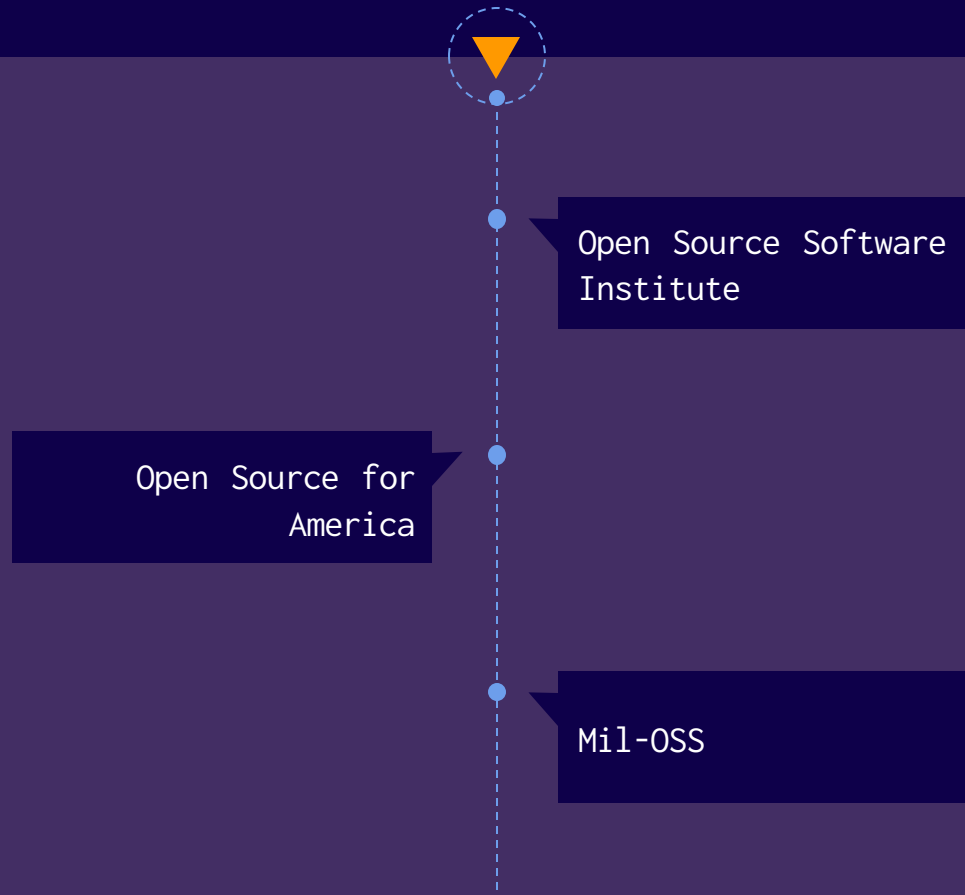 Open Source Software
Institute
Open Source for
America
Mil-OSS